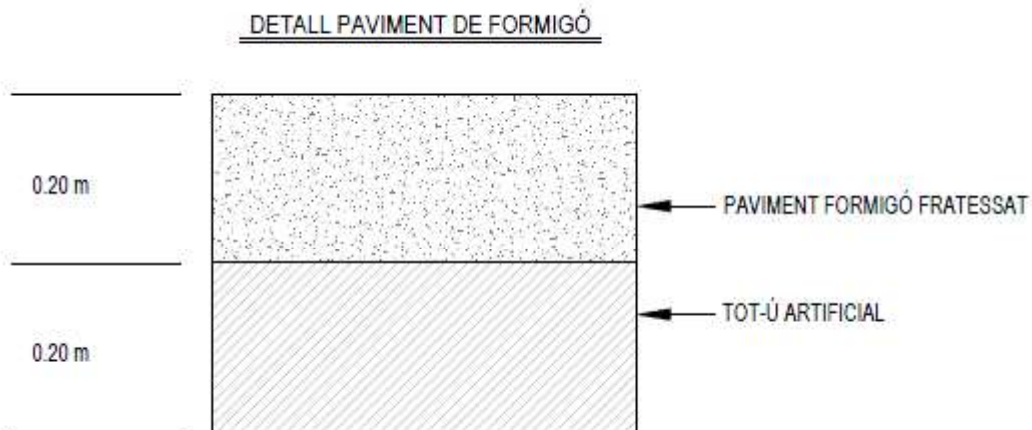 DETALL PAVIMENT DE FORMIGÓ
0.20 m
PAVIMENT FORMIGÓ FRATESSAT
TOT-Ú ARTIFICIAL
0.20 m